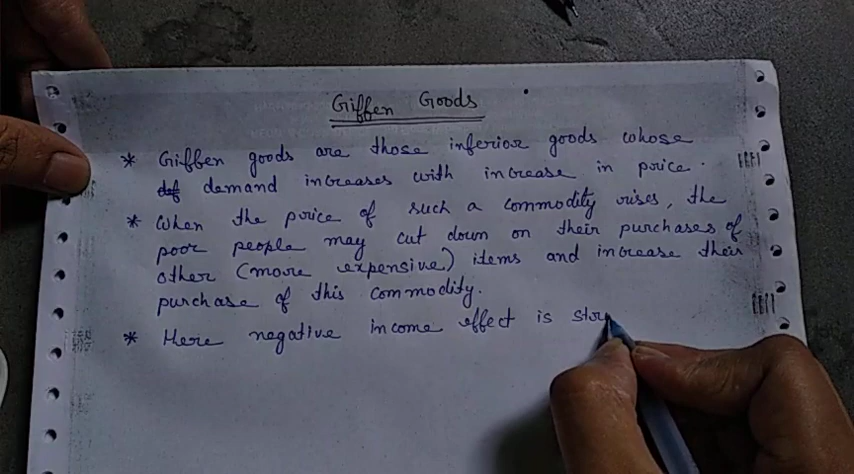 Giffen Goods
* Giffen goods are those inferior goods whose
demand increases with increase in price.
* When the price of such a commodity rises, the
poor people may cut down on their purchases of
other (more expensive) items and increase their
purchase of this commodity.
* Here negative income effect is